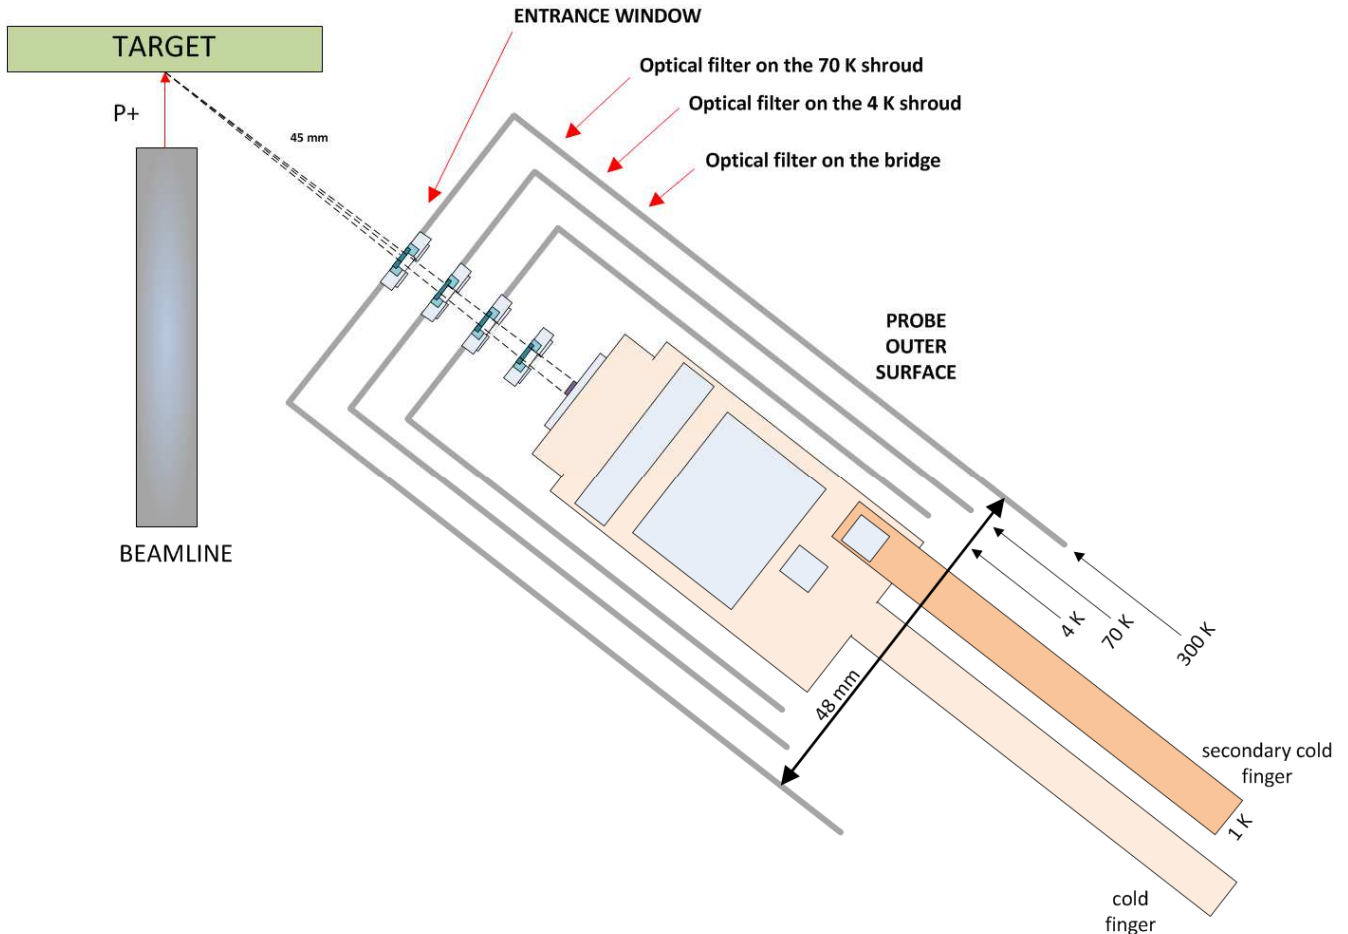 ENTRANCE WINDOW
TARGET
Optical filter on the 70 K shroud
Optical filter on the 4 K shroud
P+
45 mm
Optical filter on the bridge
PROBE
OUTER
SURFACE
BEAMLINE
4 K
70 K
300 K
48 mm
secondary cold
finger
1 K
cold
finger